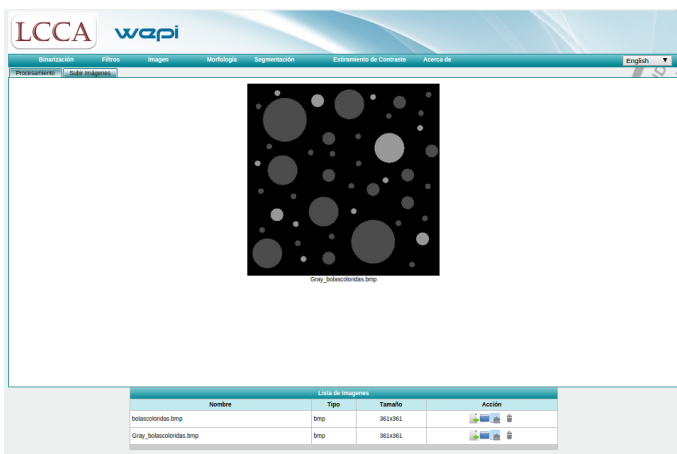 LCCA wepi
Binarización Filtros Imagen Morfología Segmentación Estiramiento de Contraste Acerca de English
Procesamiento Subir Imágenes
Gray_bolascoloridas.bmp
Lista de Imagenes
Nombre Tipo Tamaño Acción
bolascoloridas.bmp bmp 361x361
Gray_bolascoloridas.bmp bmp 361x361